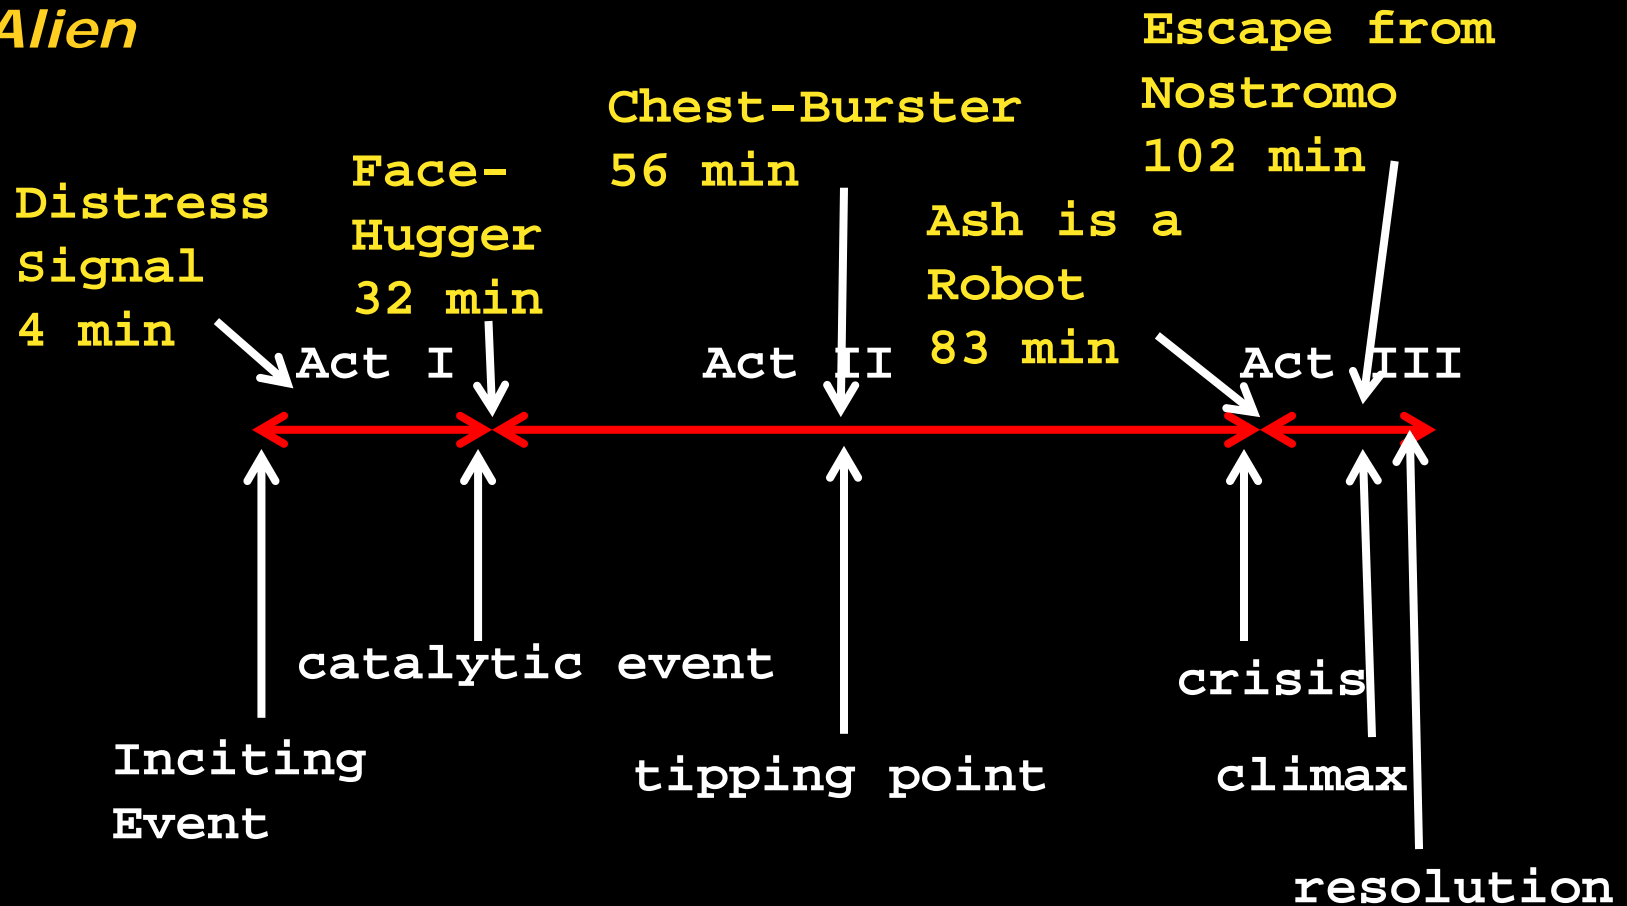 Alien
Distress
Signal
4 min
Face-
Hugger
32 min
Chest-Burster
56 min
Ash is a
Robot
83 min
Escape from
Nostromo
102 min
Act I
Act II
Act III
Inciting
Event
catalytic event
tipping point
crisis
climax
resolution